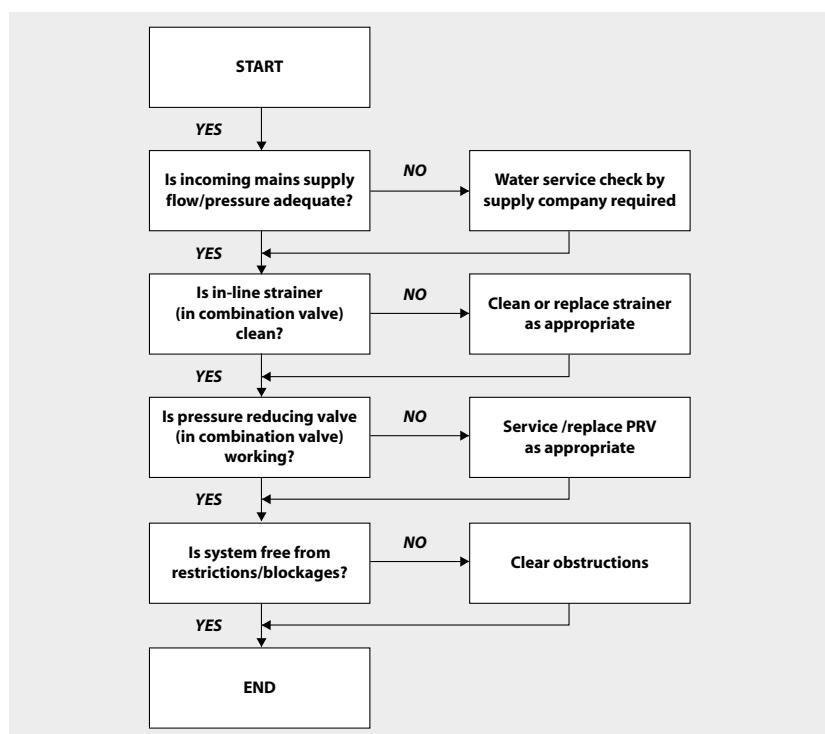 START
YES
Is incoming mains supply
flow/pressure adequate?
NO
Water service check by
supply company required
YES
Is in-line strainer
(in combination valve)
clean?
NO
Clean or replace strainer
as appropriate
YES
Is pressure reducing valve
(in combination valve)
working?
NO
Service /replace PRV
as appropriate
YES
Is system free from
restrictions/blockages?
NO
Clear obstructions
YES
END